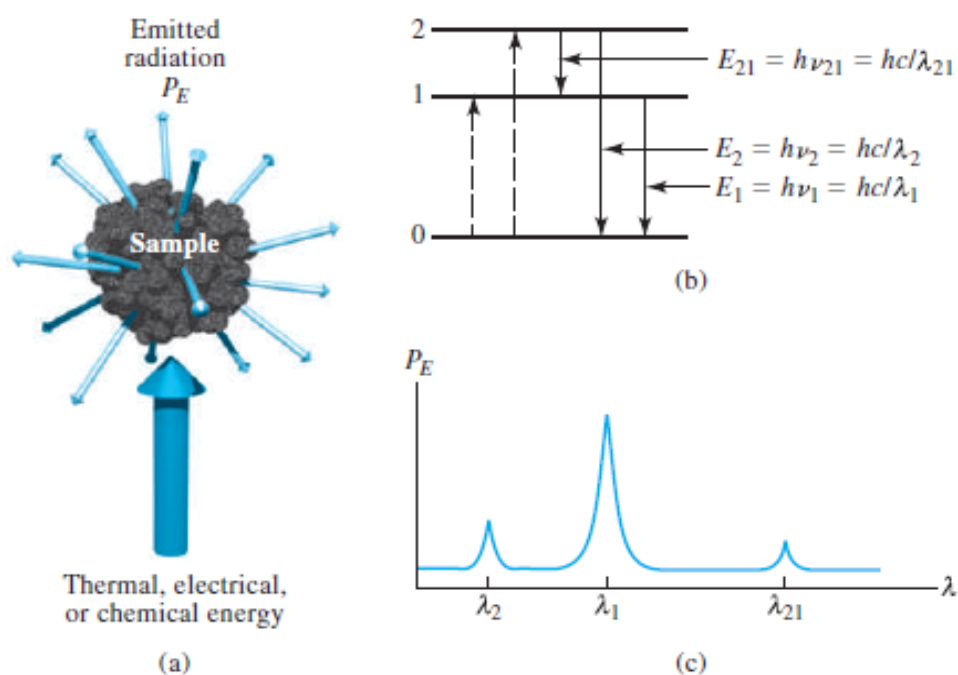 Emitted
radiation
P_E
Sample
Thermal, electrical,
or chemical energy
(a)
2
1
0
E₂₁ = hν₂₁ = hc/λ₂₁
E₂ = hν₂ = hc/λ₂
E₁ = hν₁ = hc/λ₁
(b)
P_E
λ₂
λ₁
λ₂₁
λ
(c)